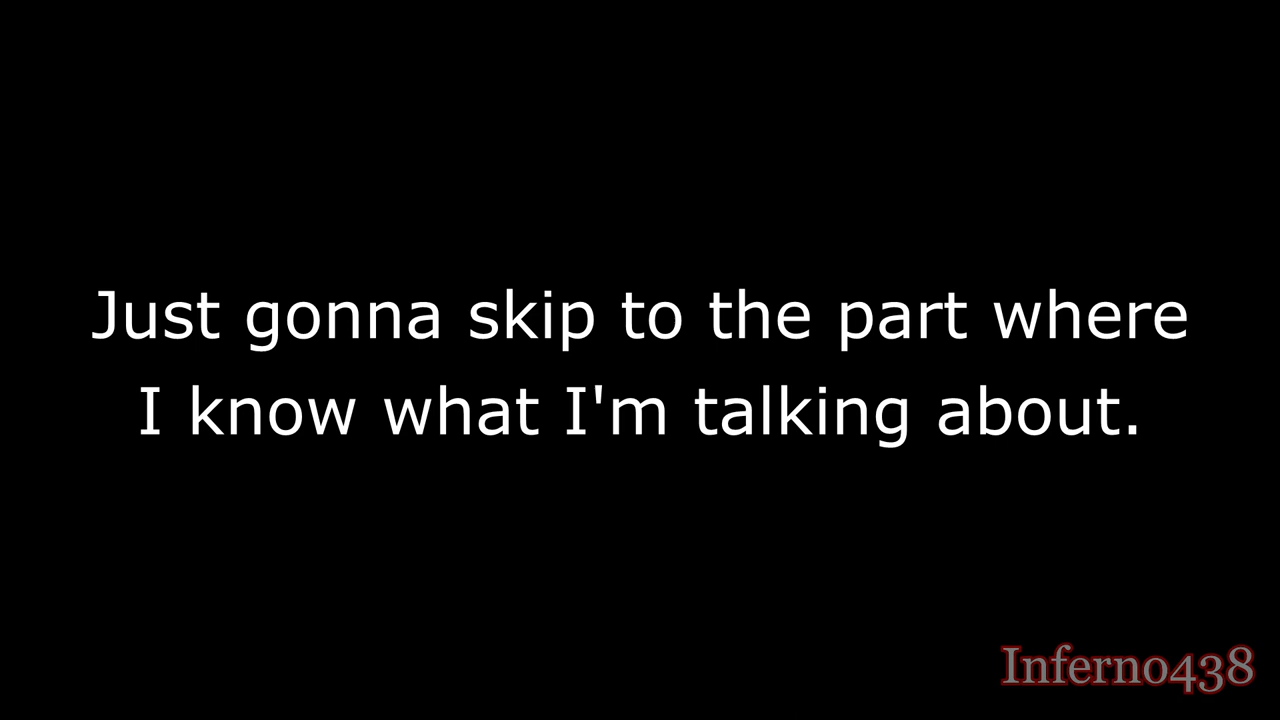 Just gonna skip to the part where
I know what I'm talking about.
Inferno438